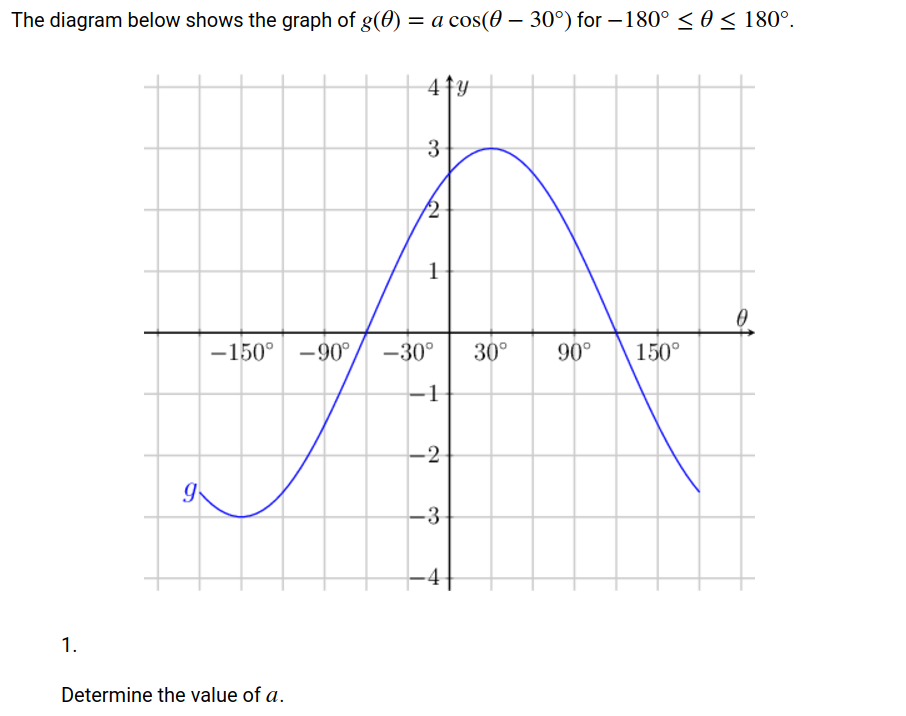 The diagram below shows the graph of g(θ) = a cos(θ − 30°) for −180° ≤ θ ≤ 180°.
4 y
3
2
1
θ
−150° −90° −30° 30° 90° 150°
−1
−2
g
−3
−4
1.
Determine the value of a.